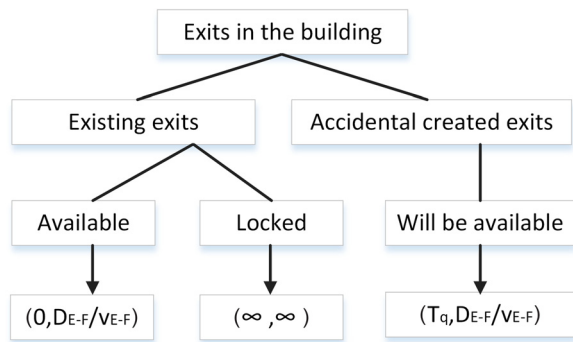 Exits in the building
Existing exits
Accidental created exits
Available
Locked
Will be available
(0,DE-F/vE-F)
(∞,∞)
(Tq,DE-F/vE-F)